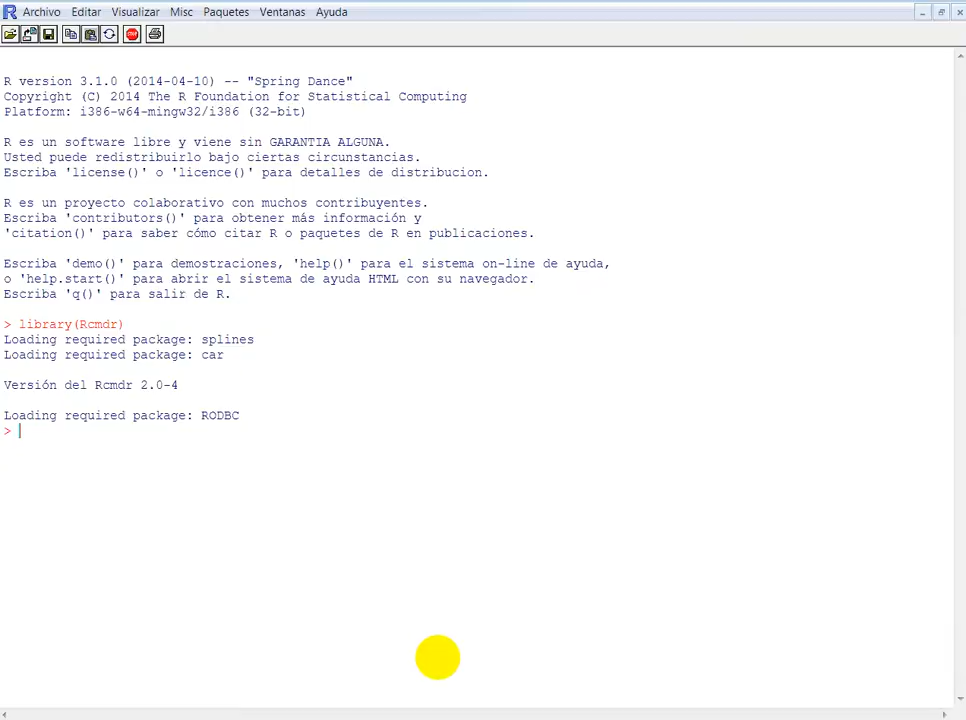 Archivo Editar Visualizar Misc Paquetes Ventanas Ayuda
STOP
R version 3.1.0 (2014-04-10) -- "Spring Dance"
Copyright (C) 2014 The R Foundation for Statistical Computing
Platform: i386-w64-mingw32/i386 (32-bit)
R es un software libre y viene sin GARANTIA ALGUNA.
Usted puede redistribuirlo bajo ciertas circunstancias.
Escriba 'license()' o 'licence()' para detalles de distribucion.
R es un proyecto colaborativo con muchos contribuyentes.
Escriba 'contributors()' para obtener más información y
'citation()' para saber cómo citar R o paquetes de R en publicaciones.
Escriba 'demo()' para demostraciones, 'help()' para el sistema on-line de ayuda,
o 'help.start()' para abrir el sistema de ayuda HTML con su navegador.
Escriba 'q()' para salir de R.
> library(Rcmdr)
Loading required package: splines
Loading required package: car
Versión del Rcmdr 2.0-4
Loading required package: RODBC
>